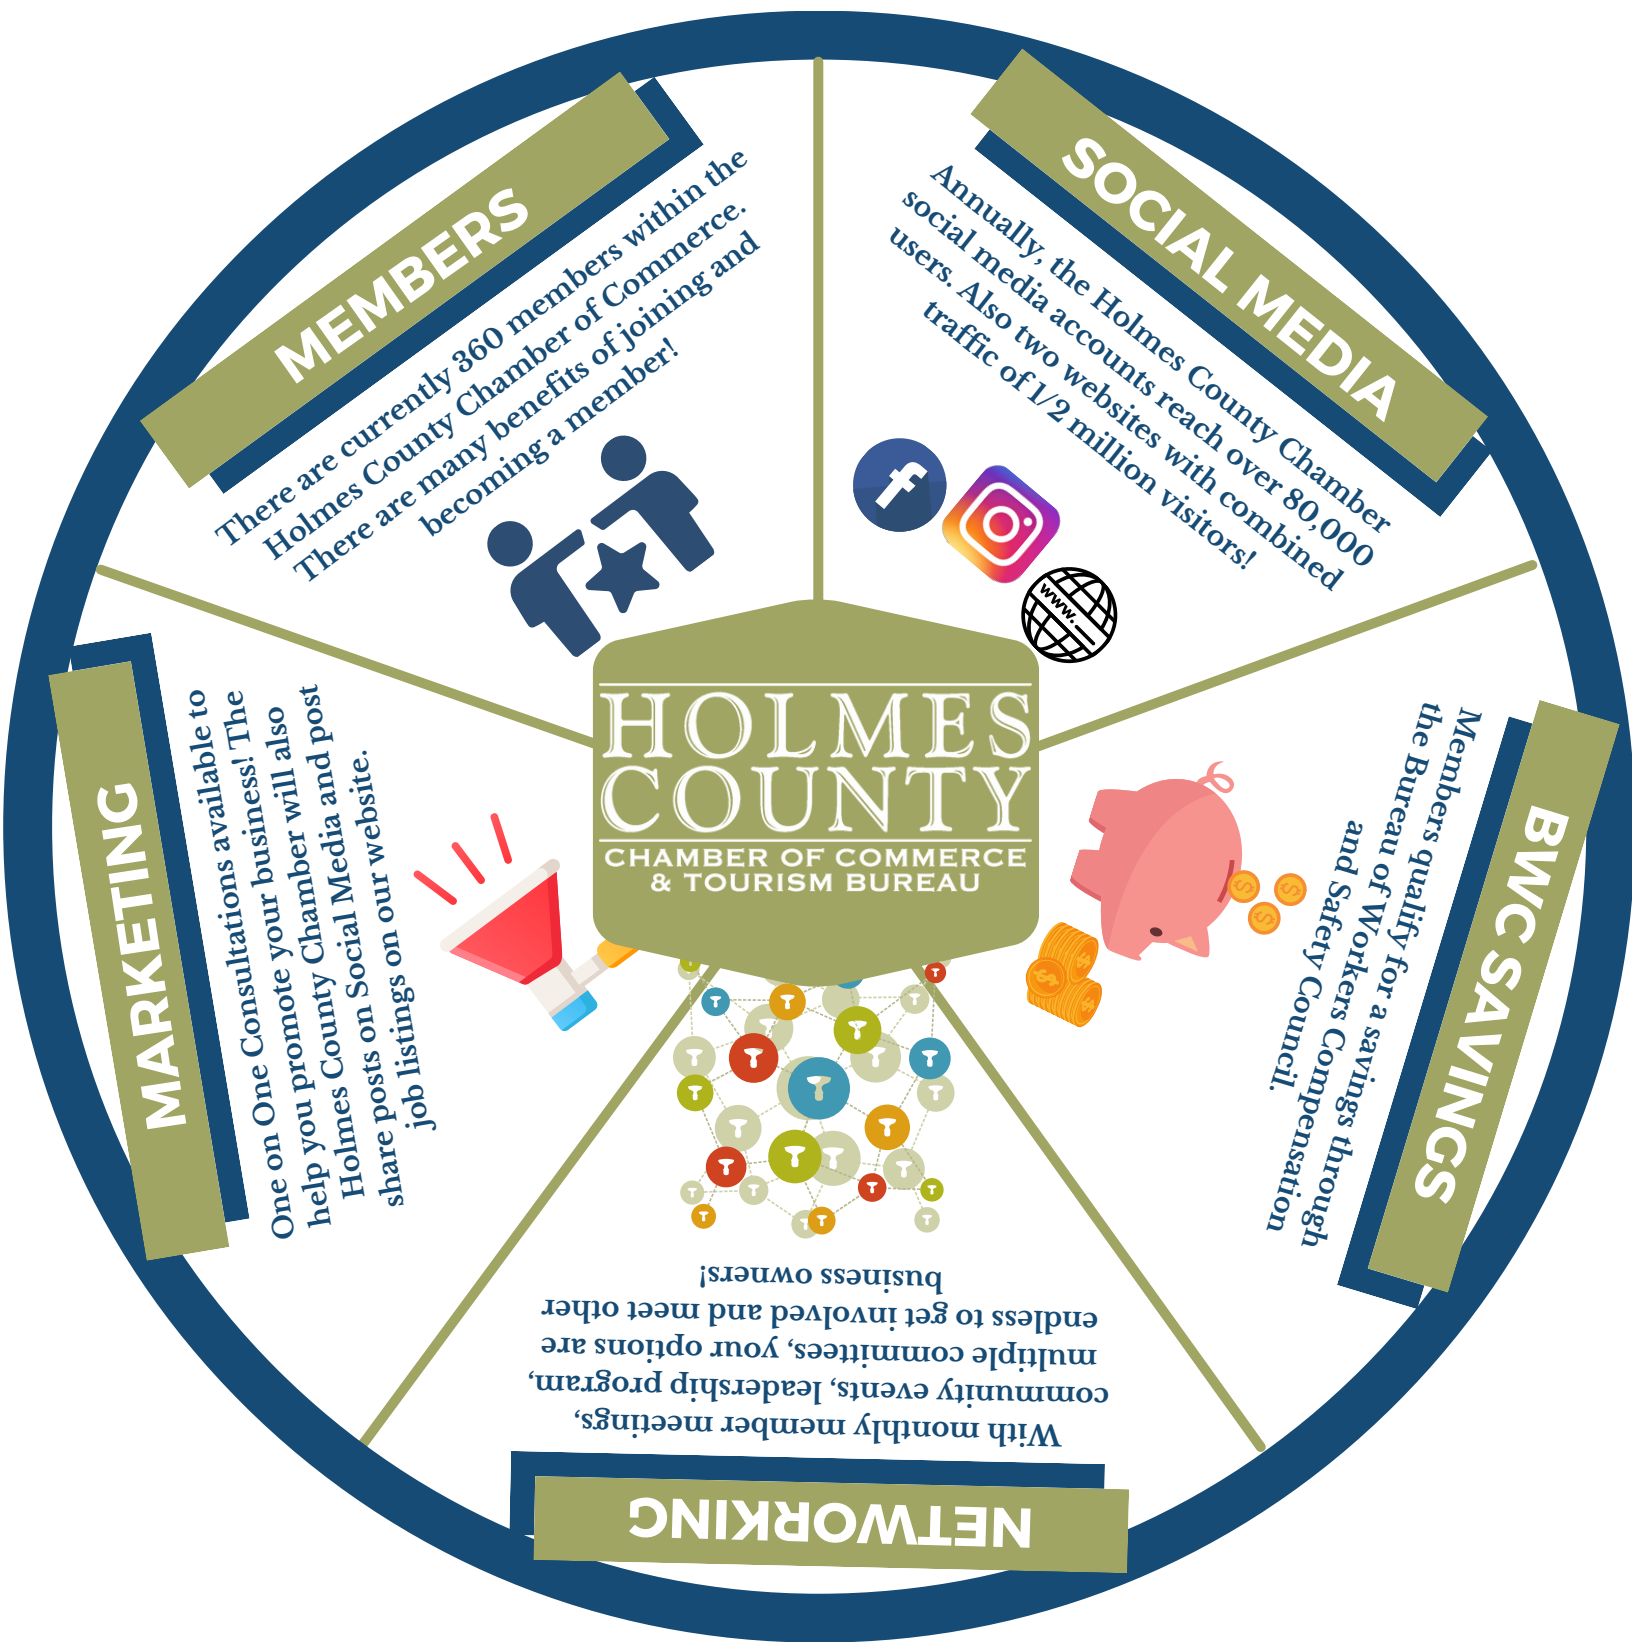 MEMBERS
There are currently 360 members within the
Holmes County Chamber of Commerce.
There are many benefits of joining and
becoming a member!
SOCIAL MEDIA
Annually, the Holmes County Chamber
social media accounts reach over 80,000
users. Also two websites with combined
traffic of 1/2 million visitors!
f
www.
BWC SAVINGS
Members qualify for a savings through
the Bureau of Workers Compensation
and Safety Council.
NETWORKING
With monthly member meetings,
community events, leadership program,
multiple committees, your options are
endless to get involved and meet other
business owners!
MARKETING
One on One Consultations available to
help you promote your business! The
Holmes County Chamber will also
share posts on Social Media and post
job listings on our website.
HOLMES
COUNTY
CHAMBER OF COMMERCE
& TOURISM BUREAU